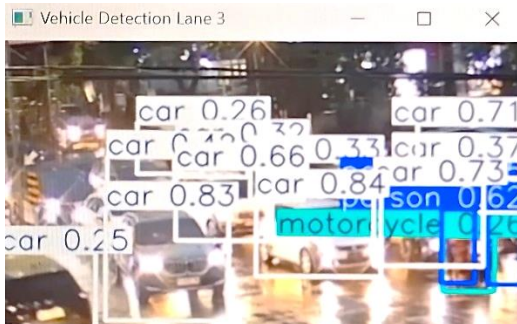 Vehicle Detection Lane 3
car 0.26
car 0.71
0.32
car
car 0.66
0.33
car 0.37
car 0.83
car 0.84
0.73
person 0.62
motorcycle 0.26
car 0.25